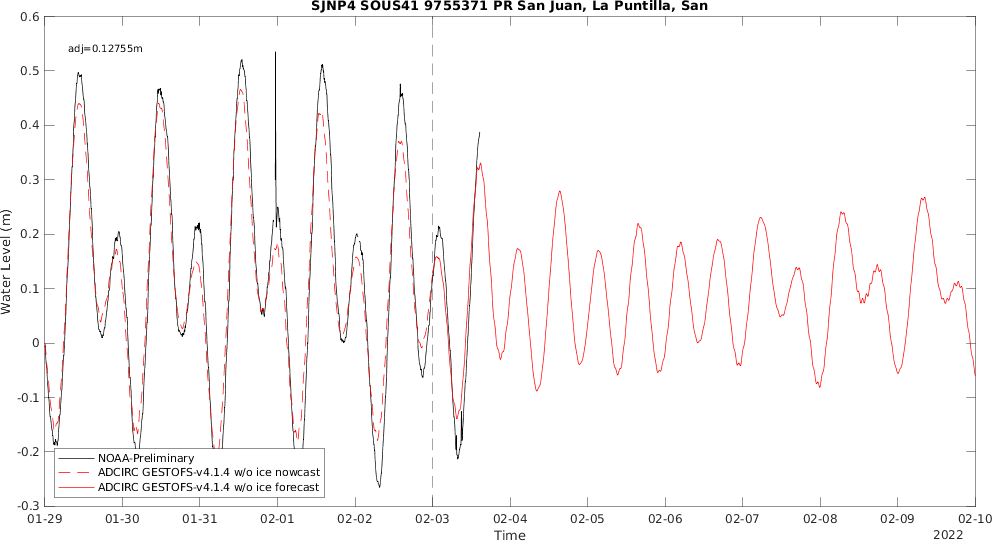 SJNP4 SOUS41 9755371 PR San Juan, La Puntilla, San
adj=0.12755m
0.6
0.5
0.4
0.3
0.2
0.1
0
-0.1
-0.2
-0.3
Water Level (m)
NOAA-Preliminary
ADCIRC GESTOFS-v4.1.4 w/o ice nowcast
ADCIRC GESTOFS-v4.1.4 w/o ice forecast
01-29 01-30 01-31 02-01 02-02 02-03 02-04 02-05 02-06 02-07 02-08 02-09 02-10
Time
2022